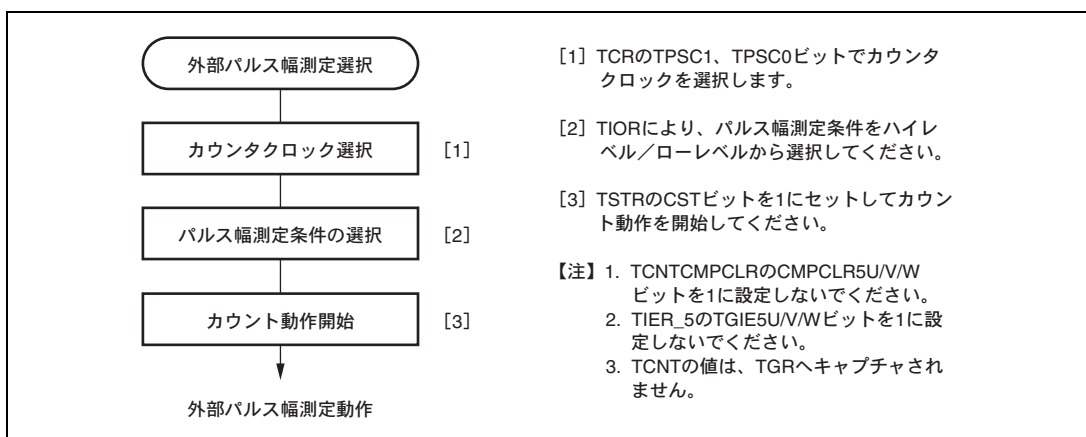 外部パルス幅測定選択
カウンタクロック選択 [1]
パルス幅測定条件の選択 [2]
カウント動作開始 [3]
外部パルス幅測定動作
[1] TCRのTPSC1、TPSC0ビットでカウンタ
クロックを選択します。
[2] TIORにより、パルス幅測定条件をハイレ
ベル／ローレベルから選択してください。
[3] TSTRのCSTビットを1にセットしてカウン
ト動作を開始してください。
【注】1. TCNTCMPCLRのCMPCLR5U/V/W
ビットを1に設定しないでください。
2. TIER_5のTGIE5U/V/Wビットを1に設
定しないでください。
3. TCNTの値は、TGRへキャプチャされ
ません。